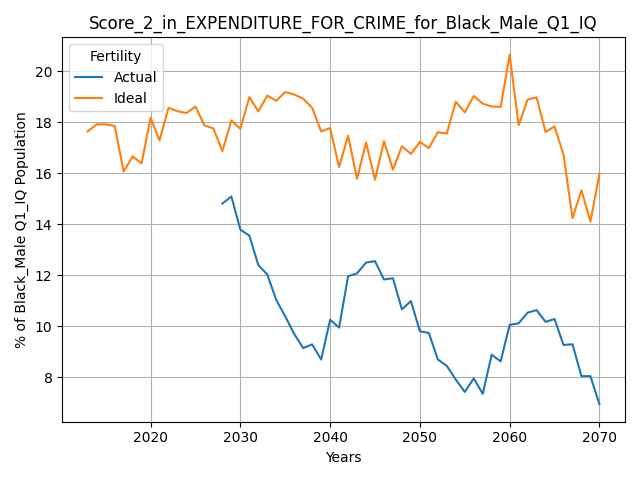 Score_2_in_EXPENDITURE_FOR_CRIME_for_Black_Male_Q1_IQ
Fertility
Actual
Ideal
% of Black_Male Q1_IQ Population
20
18
16
14
12
10
8
2020 2030 2040 2050 2060 2070
Years